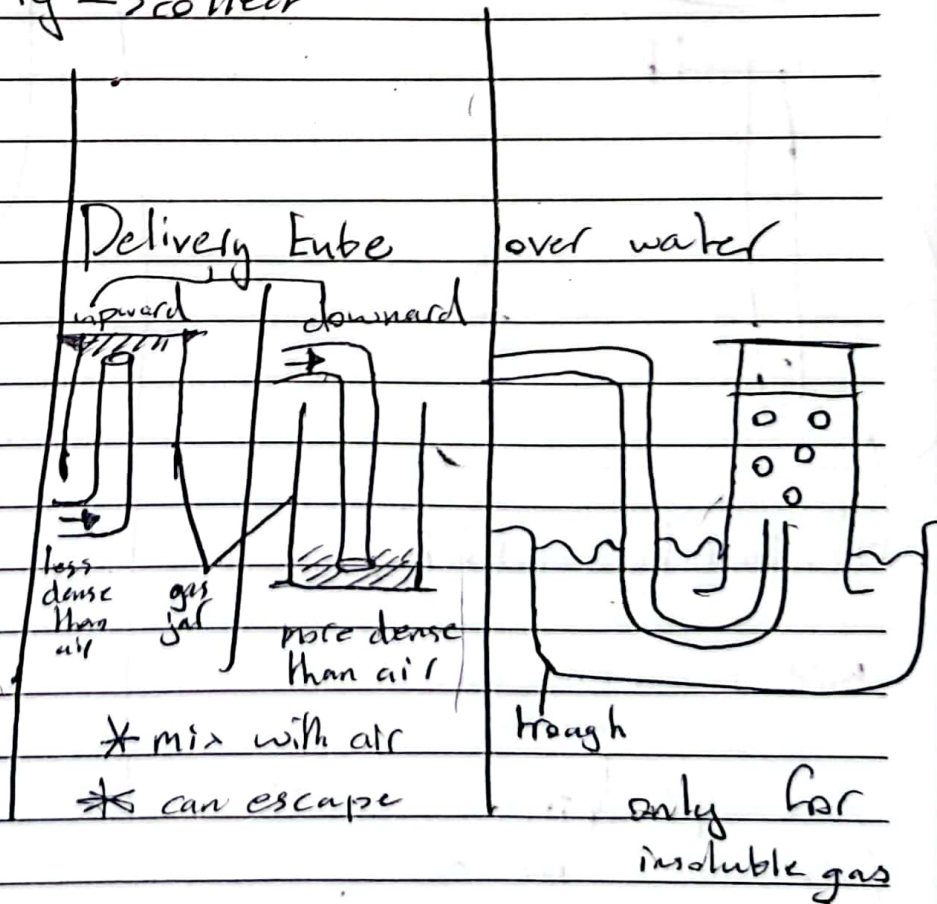 Delivery tube
over water
upward
downward
less
dense
than
air
gas
jar
more dense
than air
* mix with air
* can escape
trough
only for
insoluble gas